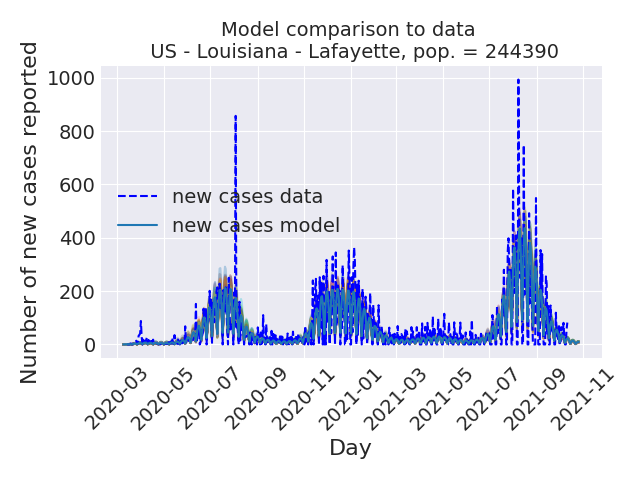 Model comparison to data
US - Louisiana - Lafayette, pop. = 244390
Number of new cases reported
1000
800
600
400
200
0
new cases data
new cases model
2020-03
2020-05
2020-07
2020-09
2020-11
2021-01
2021-03
2021-05
2021-07
2021-09
2021-11
Day